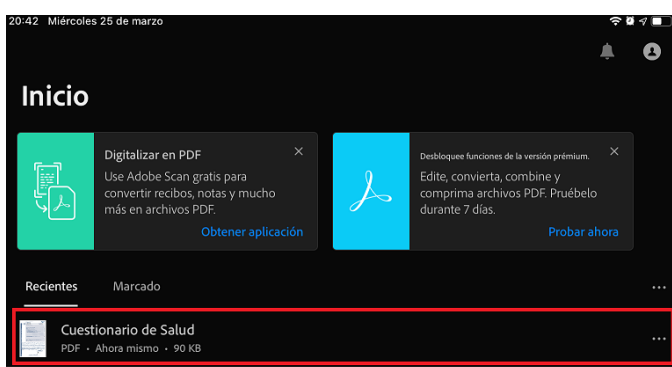 20:42 Miércoles 25 de marzo
Inicio
Digitalizar en PDF
Use Adobe Scan gratis para
convertir recibos, notas y mucho
más en archivos PDF.
Obtener aplicación
Desbloquee funciones de la versión prémium.
Edite, convierta, combine y
comprima archivos PDF. Pruébelo
durante 7 días.
Probar ahora
Recientes Marcado
Cuestionario de Salud
PDF • Ahora mismo • 90 KB